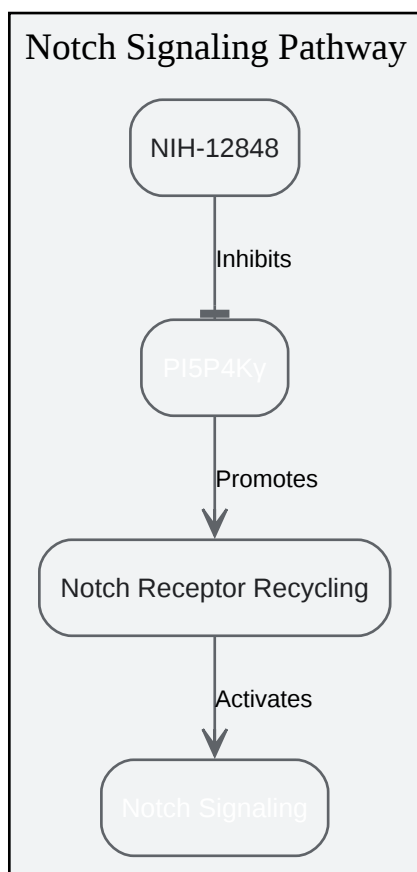 Notch Signaling Pathway
NIH-12848
Inhibits
PI5P4Kγ
Promotes
Notch Receptor Recycling
Activates
Notch Signaling